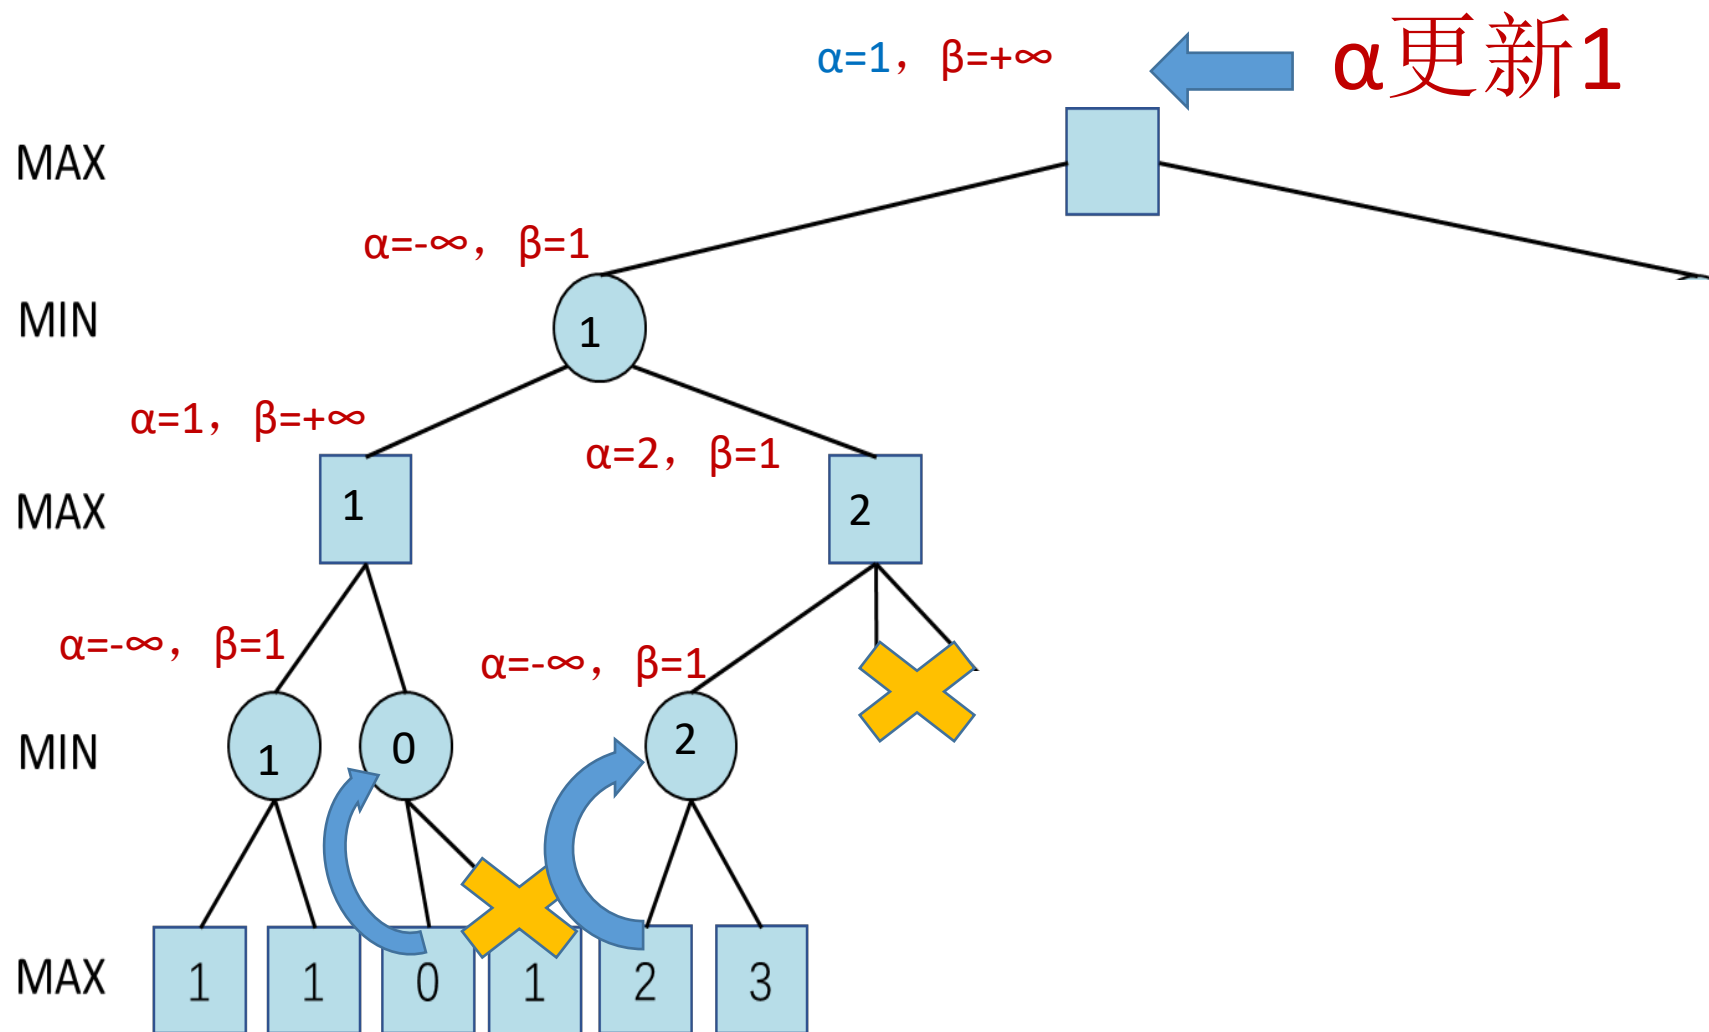 α=1，β=+∞
α更新1
MAX
α=-∞，β=1
MIN
1
α=1，β=+∞
α=2，β=1
MAX
1
2
α=-∞，β=1
α=-∞，β=1
MIN
1
0
2
MAX
1
1
0
1
2
3